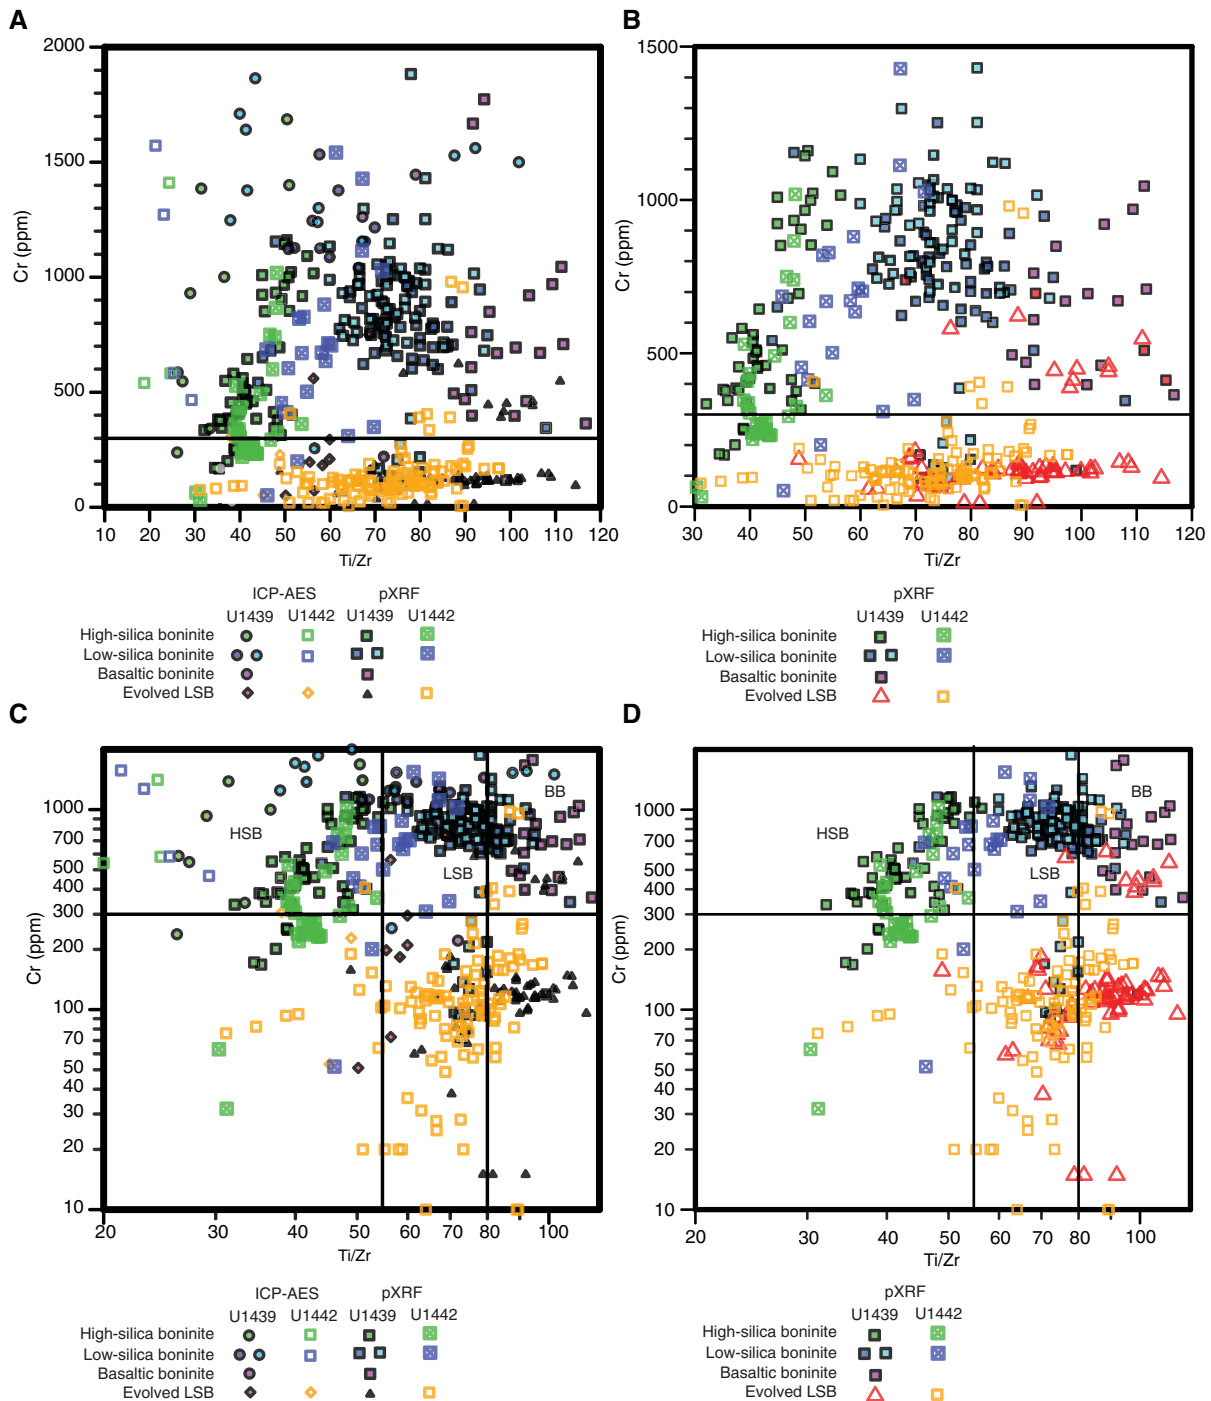 A
2000
1500
1000
500
0
Cr (ppm)
10 20 30 40 50 60 70 80 90 100 110 120
Ti/Zr
ICP-AES pXRF
U1439 U1442 U1439 U1442
High-silica boninite
Low-silica boninite
Basaltic boninite
Evolved LSB
B
1500
1000
500
0
Cr (ppm)
30 40 50 60 70 80 90 100 110 120
Ti/Zr
pXRF
U1439 U1442
High-silica boninite
Low-silica boninite
Basaltic boninite
Evolved LSB
C
1000
700
500
400
300
200
100
70
50
40
30
20
10
Cr (ppm)
HSB
LSB
BB
20 30 40 50 60 70 80 100
Ti/Zr
ICP-AES pXRF
U1439 U1442 U1439 U1442
High-silica boninite
Low-silica boninite
Basaltic boninite
Evolved LSB
D
1000
700
500
400
300
200
100
70
50
40
30
20
10
Cr (ppm)
HSB
LSB
BB
20 30 40 50 60 70 80 100
Ti/Zr
pXRF
U1439 U1442
High-silica boninite
Low-silica boninite
Basaltic boninite
Evolved LSB